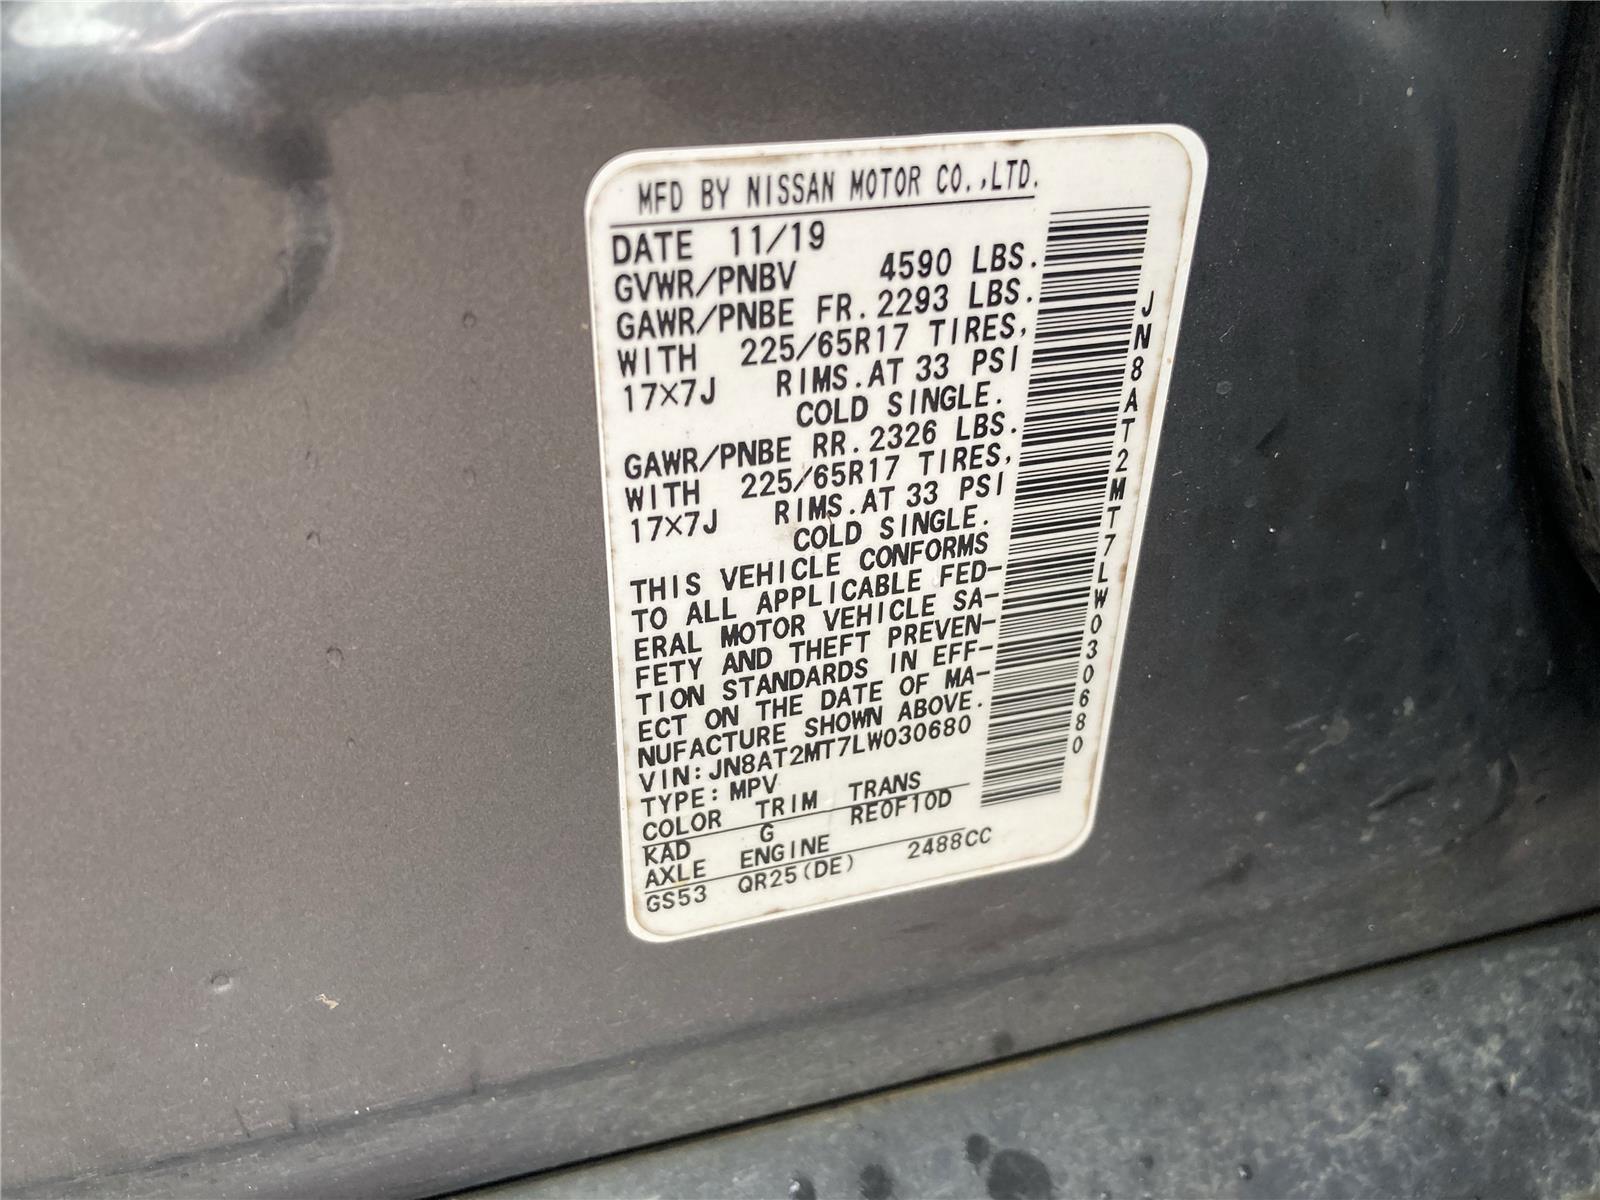 MFD BY NISSAN MOTOR CO.,LTD.
DATE 11/19
GVWR/PNBV 4590 LBS.
GAWR/PNBE FR.2293 LBS.
WITH 225/65R17 TIRES,
17×7J RIMS.AT 33 PSI
COLD SINGLE.
GAWR/PNBE RR.2326 LBS.
WITH 225/65R17 TIRES,
17×7J RIMS.AT 33 PSI
COLD SINGLE.
THIS VEHICLE CONFORMS
TO ALL APPLICABLE FED-
ERAL MOTOR VEHICLE SA-
FETY AND THEFT PREVEN-
TION STANDARDS IN EFF-
ECT ON THE DATE OF MA-
NUFACTURE SHOWN ABOVE.
VIN:JN8AT2MT7LW030680
TYPE:MPV
COLOR TRIM TRANS
KAD G RE0F10D
AXLE ENGINE
GS53 QR25(DE) 2488CC
JN8AT2MT7LW030680